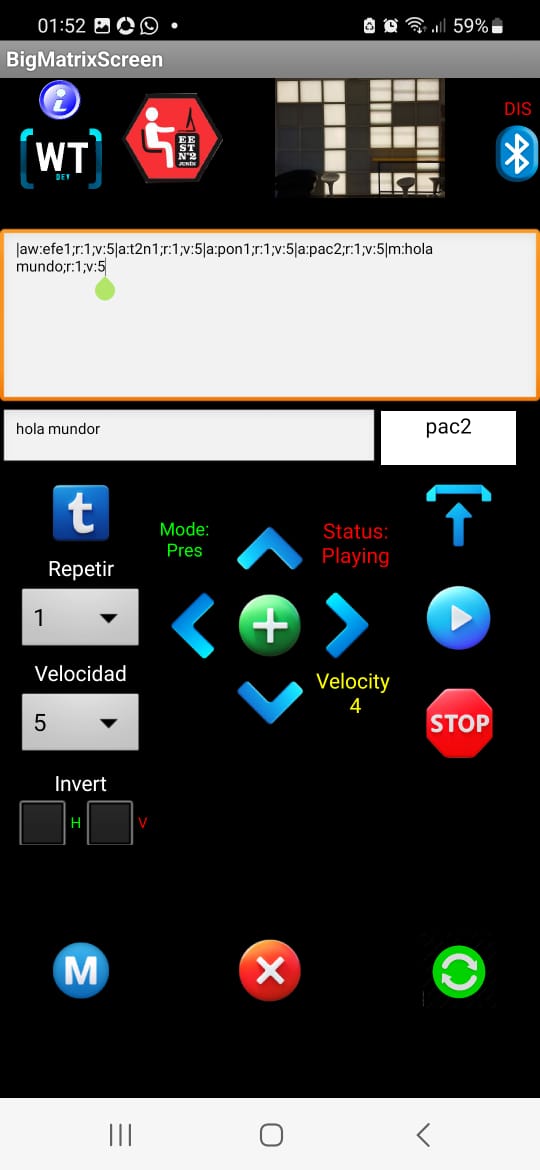 01:52
59%
BigMatrixScreen
i
WT
DEV
EE
ST
Nº2
JUNÍN
DIS
|aw:efe1;r:1;v:5|a:t2n1;r:1;v:5|a:pon1;r:1;v:5|a:pac2;r:1;v:5|m:hola
mundo;r:1;v:5
hola mundor
pac2
t
Mode:
Pres
Status:
Playing
Repetir
1
Velocidad
Velocity
4
5
STOP
Invert
H
V
M